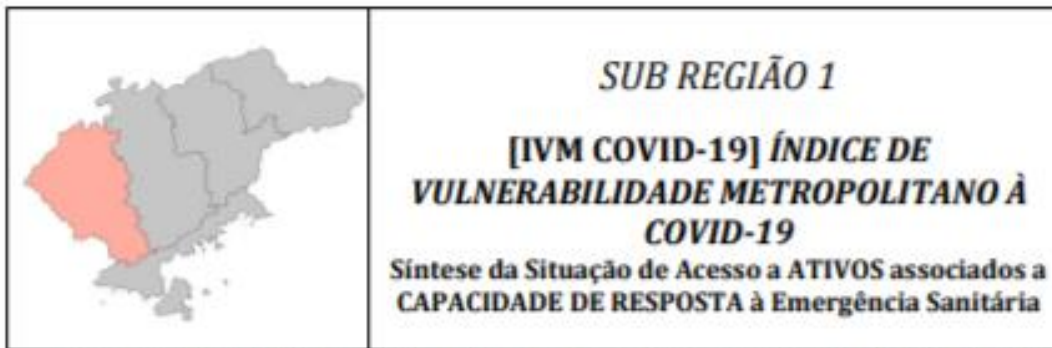 SUB REGIÃO 1
[IVM COVID-19] ÍNDICE DE
VULNERABILIDADE METROPOLITANO À
COVID-19
Síntese da Situação de Acesso a ATIVOS associados a
CAPACIDADE DE RESPOSTA à Emergência Sanitária